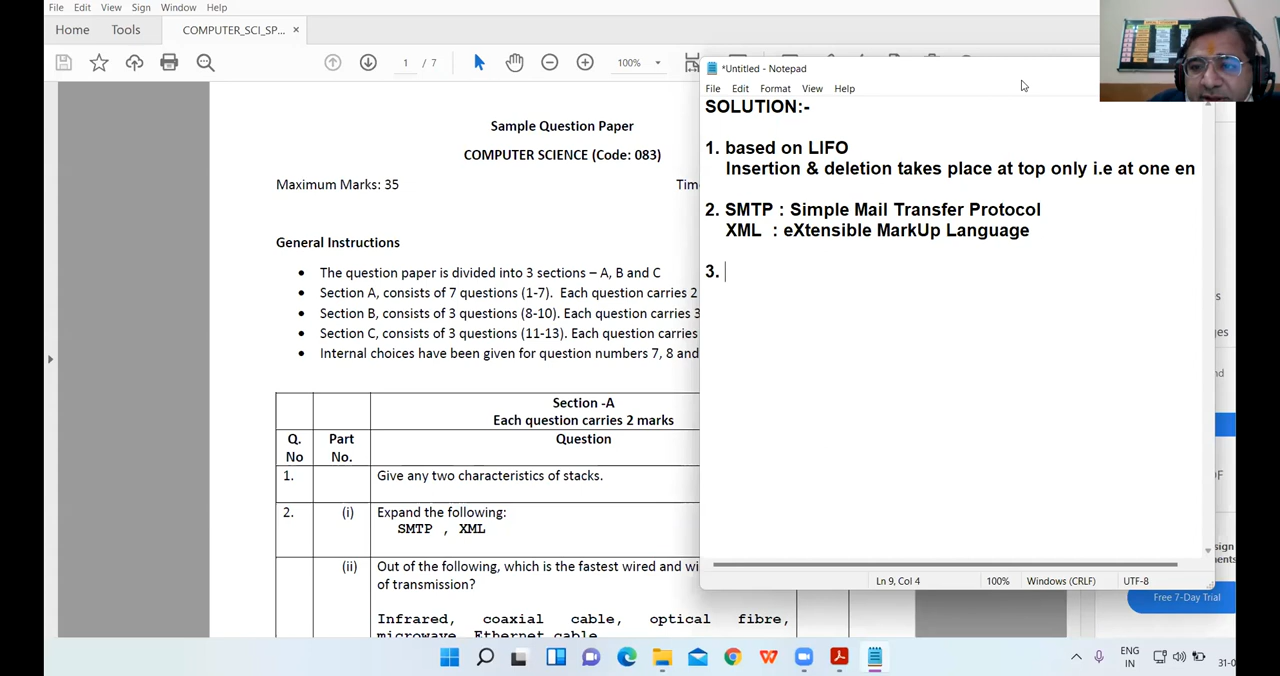 File Edit View Sign Window Help
Home Tools COMPUTER_SCI_SP... ×
1 / 7 100%
Sample Question Paper
COMPUTER SCIENCE (Code: 083)
Maximum Marks: 35 Time
General Instructions
• The question paper is divided into 3 sections – A, B and C
• Section A, consists of 7 questions (1-7). Each question carries 2
• Section B, consists of 3 questions (8-10). Each question carries 3
• Section C, consists of 3 questions (11-13). Each question carries
• Internal choices have been given for question numbers 7, 8 and
Section -A
Each question carries 2 marks
Q. No Part No. Question
1. Give any two characteristics of stacks.
2. (i) Expand the following:
SMTP , XML
(ii) Out of the following, which is the fastest wired and wi
of transmission?
Infrared, coaxial cable, optical fibre,
microwave, Ethernet cable
*Untitled - Notepad
File Edit Format View Help
SOLUTION:-
1. based on LIFO
Insertion & deletion takes place at top only i.e at one en
2. SMTP : Simple Mail Transfer Protocol
XML : eXtensible MarkUp Language
3.
Ln 9, Col 4 100% Windows (CRLF) UTF-8
Free 7-Day Trial
ENG
IN
31-0